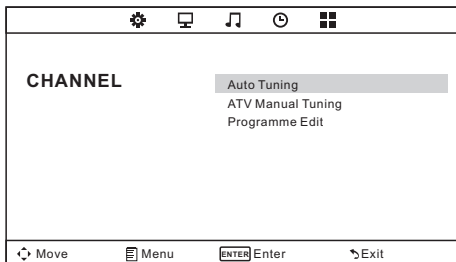 CHANNEL
Auto Tuning
ATV Manual Tuning
Programme Edit
Move Menu ENTER Enter Exit